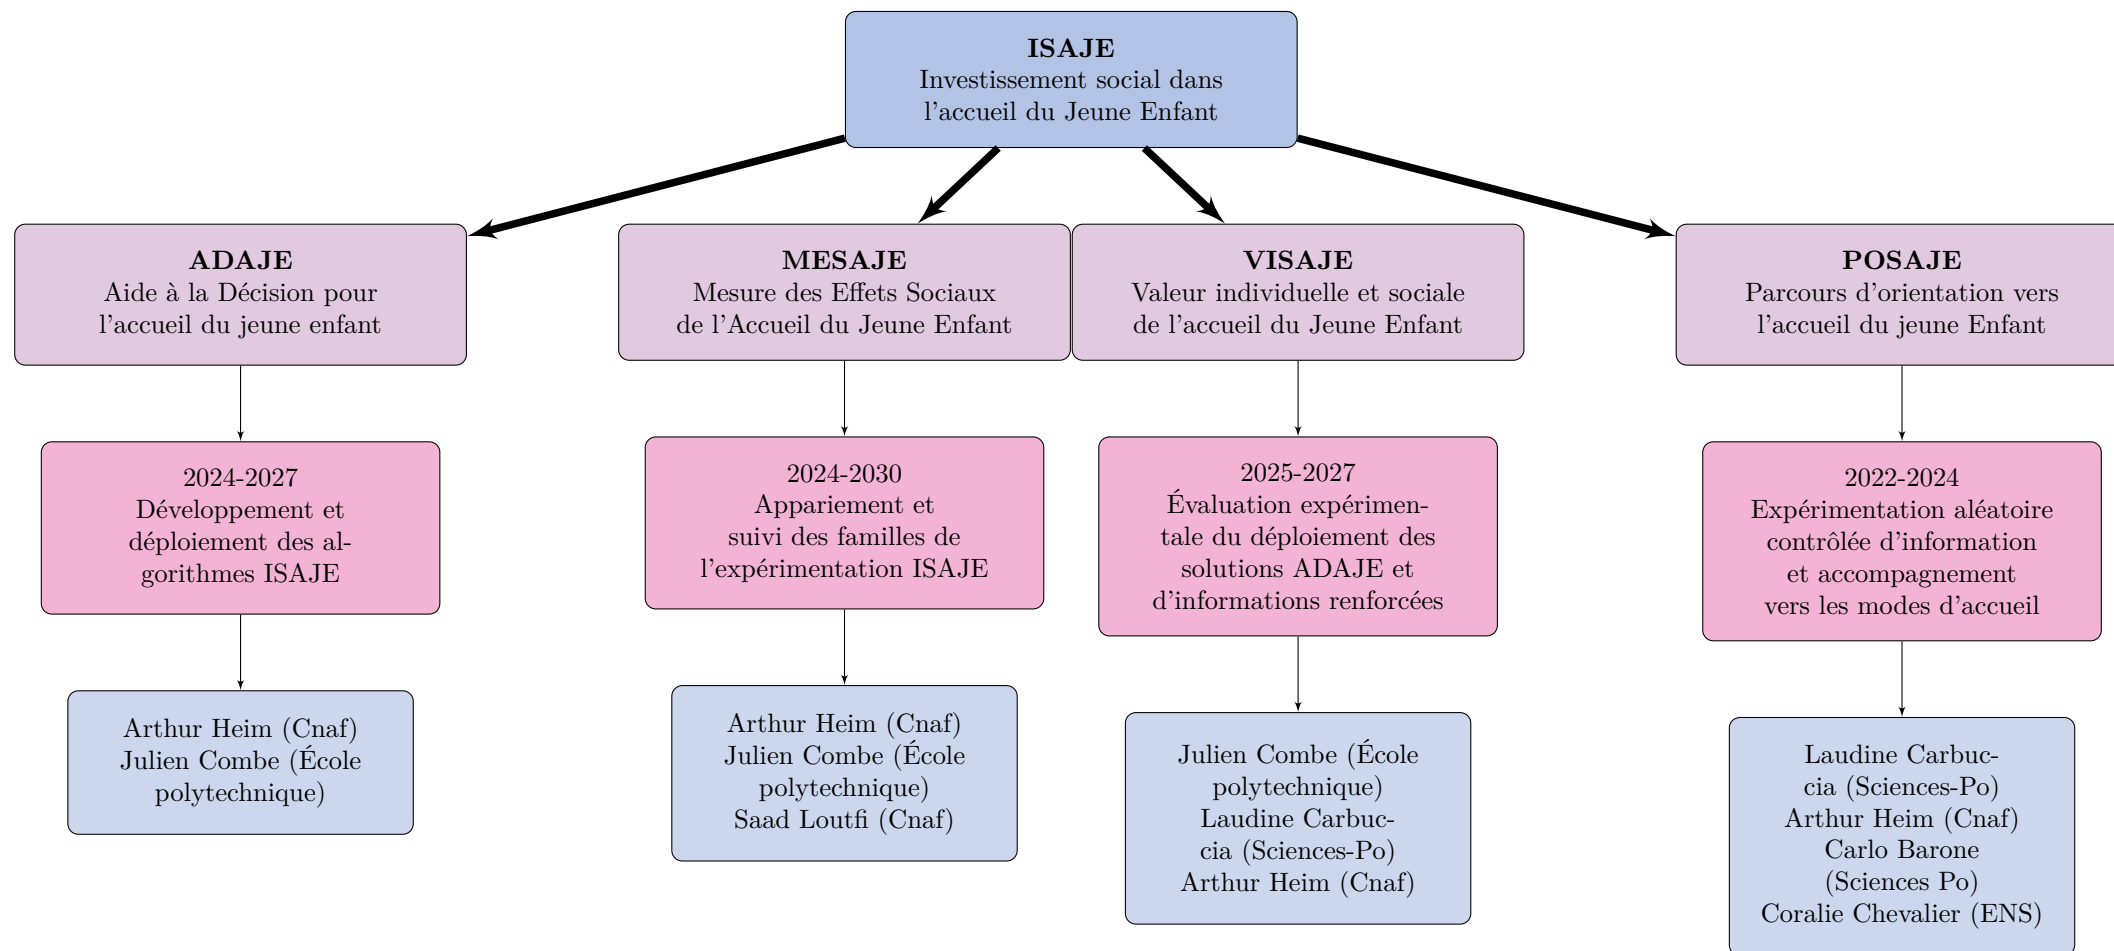 ISAJE
Investissement social dans
l'accueil du Jeune Enfant
ADAJE
Aide à la Décision pour
l'accueil du jeune enfant
MESAJE
Mesure des Effets Sociaux
de l'Accueil du Jeune Enfant
VISAJE
Valeur individuelle et sociale
de l'accueil du Jeune Enfant
POSAJE
Parcours d'orientation vers
l'accueil du jeune Enfant
2024-2027
Développement et
déploiement des al-
gorithmes ISAJE
2024-2030
Appariement et
suivi des familles de
l'expérimentation ISAJE
2025-2027
Évaluation expérimen-
tale du déploiement des
solutions ADAJE et
d'informations renforcées
2022-2024
Expérimentation aléatoire
contrôlée d'information
et accompagnement
vers les modes d'accueil
Arthur Heim (Cnaf)
Julien Combe (École
polytechnique)
Arthur Heim (Cnaf)
Julien Combe (École
polytechnique)
Saad Loutfi (Cnaf)
Julien Combe (École
polytechnique)
Laudine Carbuc-
cia (Sciences-Po)
Arthur Heim (Cnaf)
Laudine Carbuc-
cia (Sciences-Po)
Arthur Heim (Cnaf)
Carlo Barone
(Sciences Po)
Coralie Chevalier (ENS)